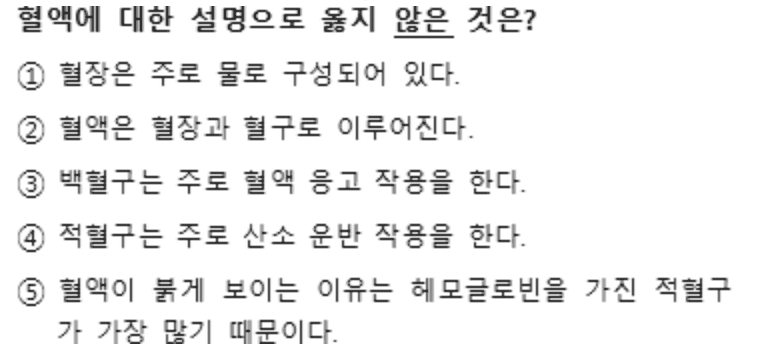 혈액에 대한 설명으로 옳지 않은 것은?
① 혈장은 주로 물로 구성되어 있다.
② 혈액은 혈장과 혈구로 이루어진다.
③ 백혈구는 주로 혈액 응고 작용을 한다.
④ 적혈구는 주로 산소 운반 작용을 한다.
⑤ 혈액이 붉게 보이는 이유는 헤모글로빈을 가진 적혈구
가 가장 많기 때문이다.